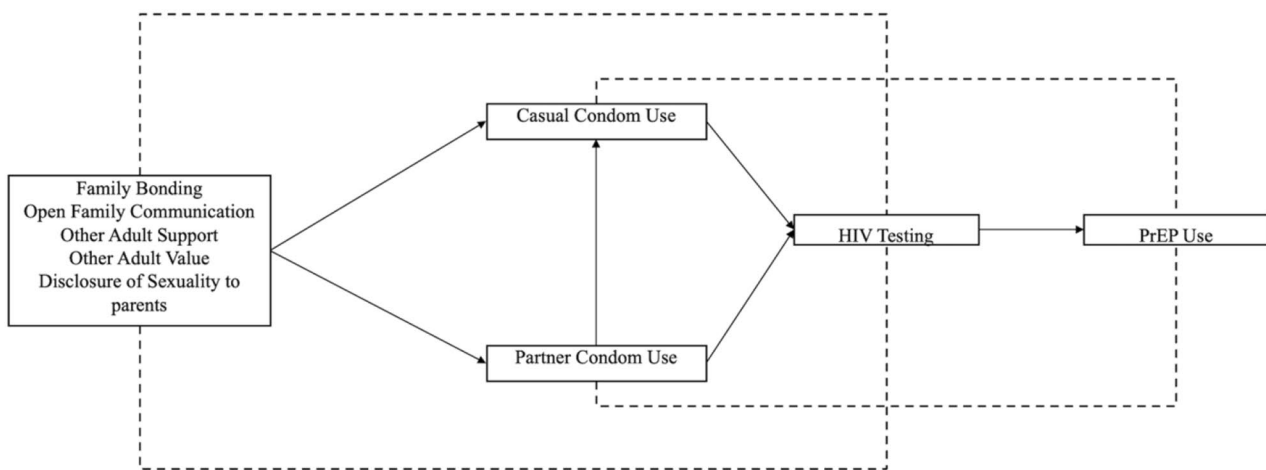 Casual Condom Use
Family Bonding
Open Family Communication
Other Adult Support
Other Adult Value
Disclosure of Sexuality to
parents
HIV Testing
PrEP Use
Partner Condom Use